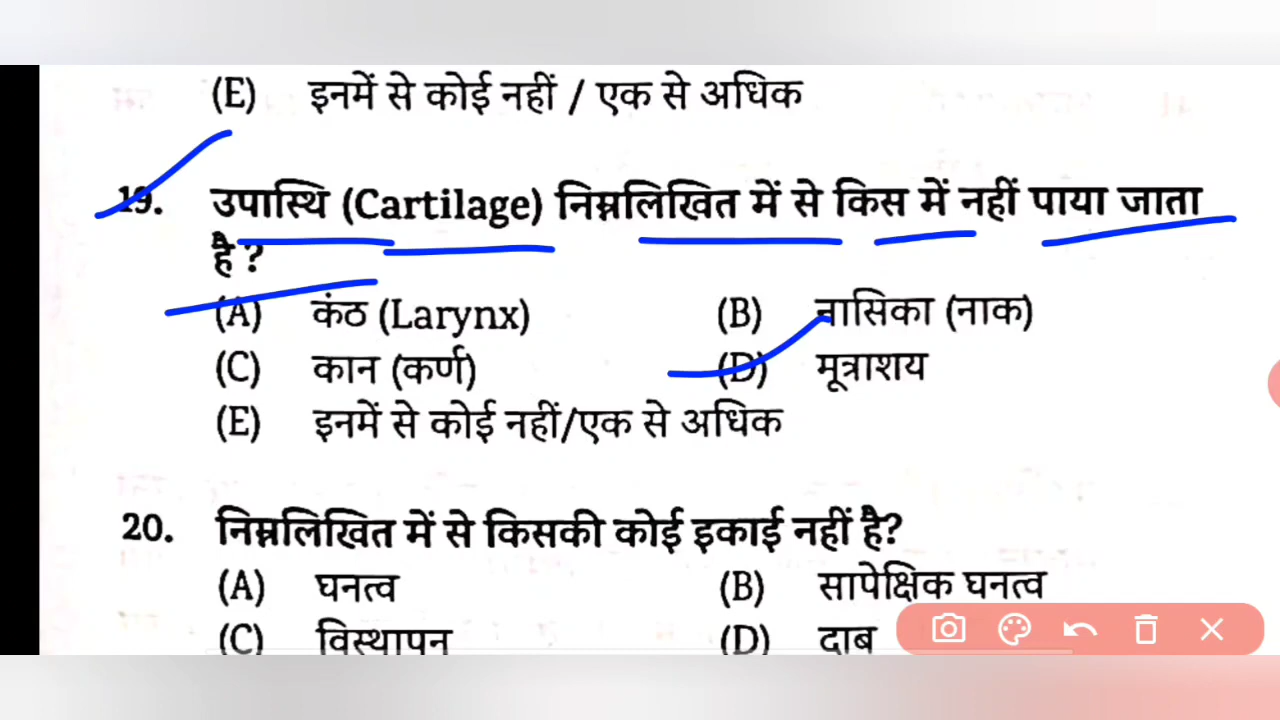 (E) इनमें से कोई नहीं / एक से अधिक
19. उपास्थि (Cartilage) निम्नलिखित में से किस में नहीं पाया जाता
है ?
(A) कंठ (Larynx) (B) नासिका (नाक)
(C) कान (कर्ण) (D) मूत्राशय
(E) इनमें से कोई नहीं/एक से अधिक
20. निम्नलिखित में से किसकी कोई इकाई नहीं है?
(A) घनत्व (B) सापेक्षिक घनत्व
(C) विस्थापन (D) दाब